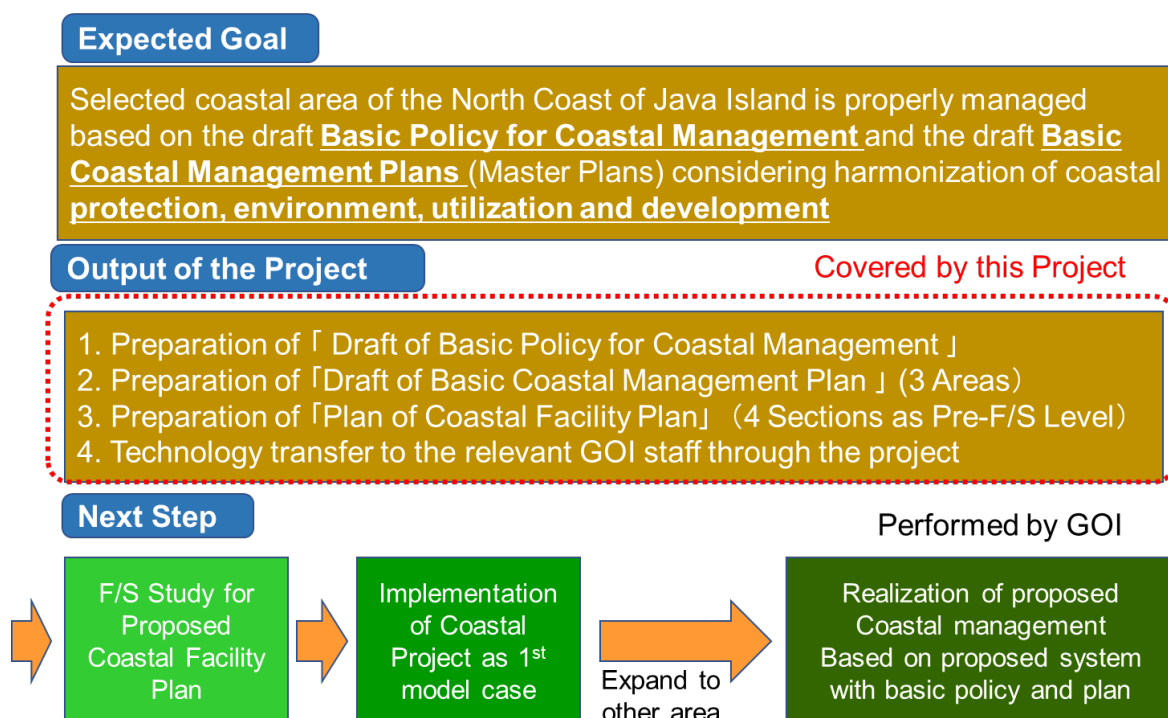 Expected Goal
Selected coastal area of the North Coast of Java Island is properly managed
based on the draft Basic Policy for Coastal Management and the draft Basic
Coastal Management Plans (Master Plans) considering harmonization of coastal
protection, environment, utilization and development
Output of the Project
Covered by this Project
1. Preparation of「 Draft of Basic Policy for Coastal Management 」
2. Preparation of「Draft of Basic Coastal Management Plan 」(3 Areas）
3. Preparation of「Plan of Coastal Facility Plan」（4 Sections as Pre-F/S Level）
4. Technology transfer to the relevant GOI staff through the project
Next Step
Performed by GOI
F/S Study for
Proposed
Coastal Facility
Plan
Implementation
of Coastal
Project as 1st
model case
Expand to
other area
Realization of proposed
Coastal management
Based on proposed system
with basic policy and plan